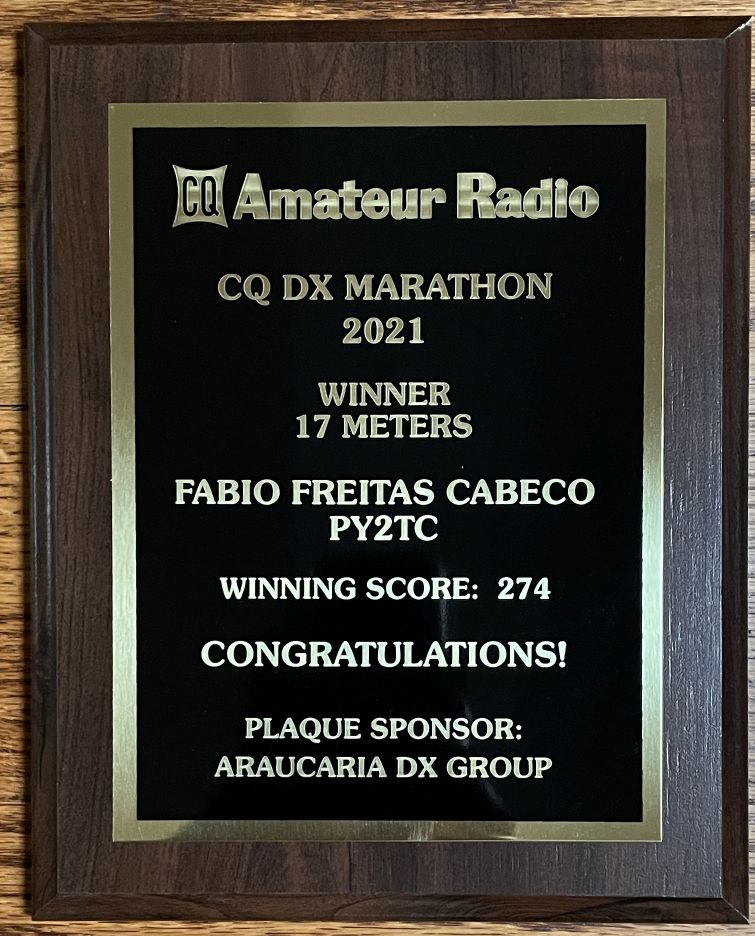 CQ Amateur Radio
CQ DX MARATHON
2021
WINNER
17 METERS
FABIO FREITAS CABECO
PY2TC
WINNING SCORE: 274
CONGRATULATIONS!
PLAQUE SPONSOR:
ARAUCARIA DX GROUP